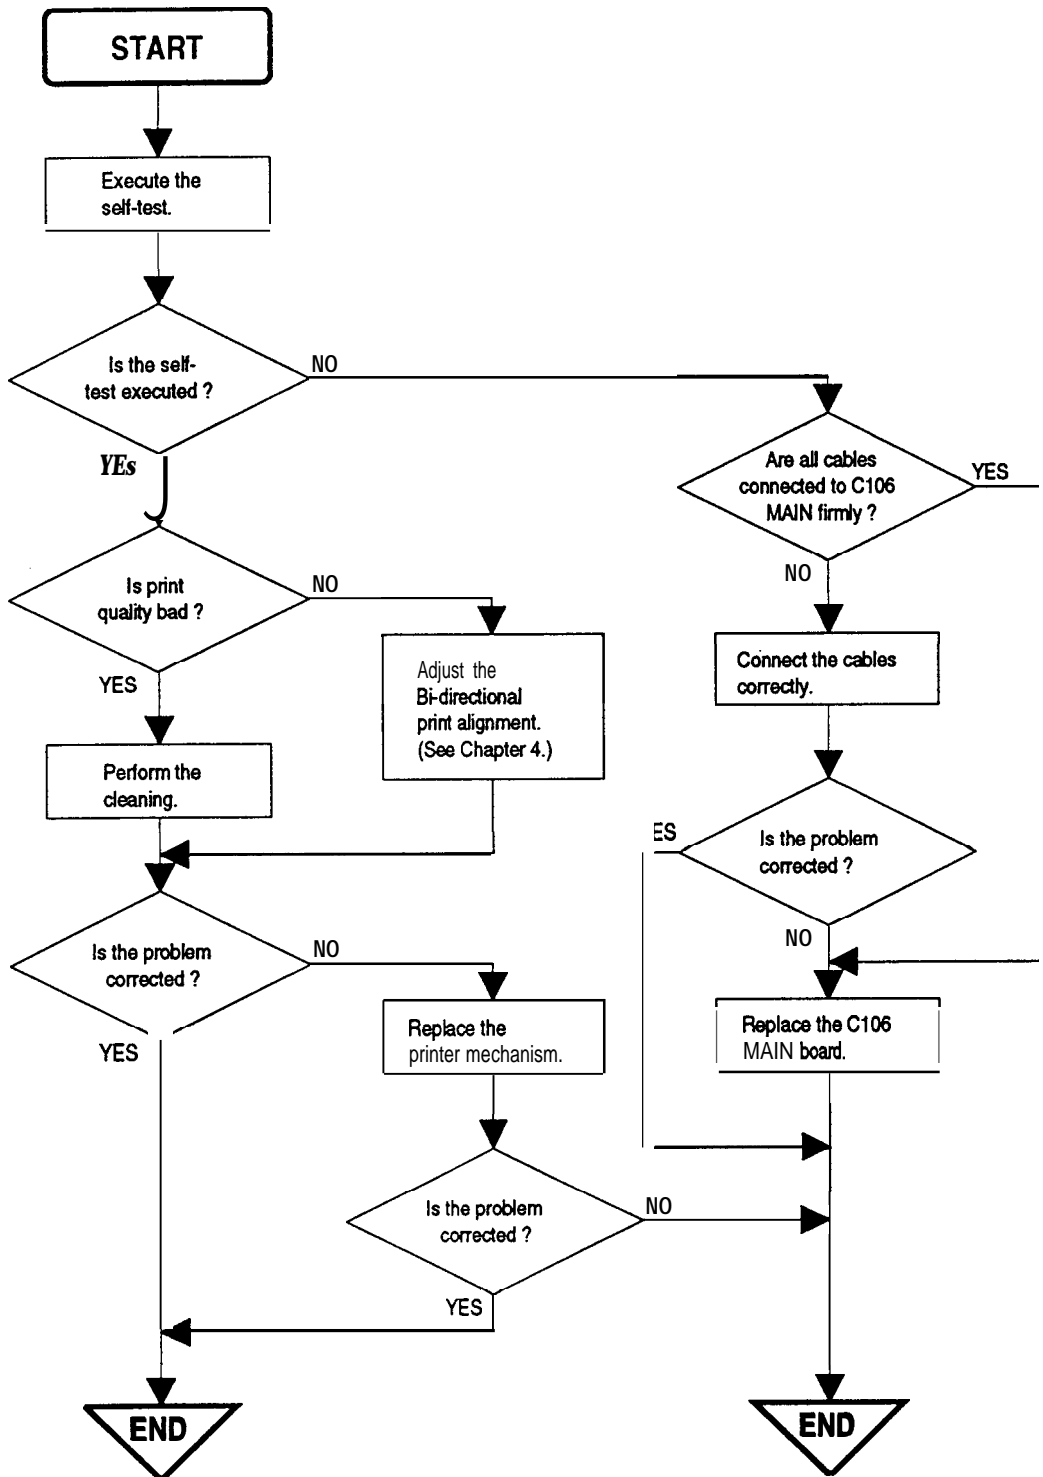 START
Execute the
self-test.
Is the self-
test executed ?
NO
YEs
Are all cables
connected to C106
MAIN firmly ?
YES
NO
Is print
quality bad ?
NO
YES
Adjust the
Bi-directional
print alignment.
(See Chapter 4.)
Connect the cables
correctly.
Perform the
cleaning.
ES
Is the problem
corrected ?
NO
Is the problem
corrected ?
NO
YES
Replace the
printer mechanism.
Replace the C106
MAIN board.
Is the problem
corrected ?
NO
YES
END
END